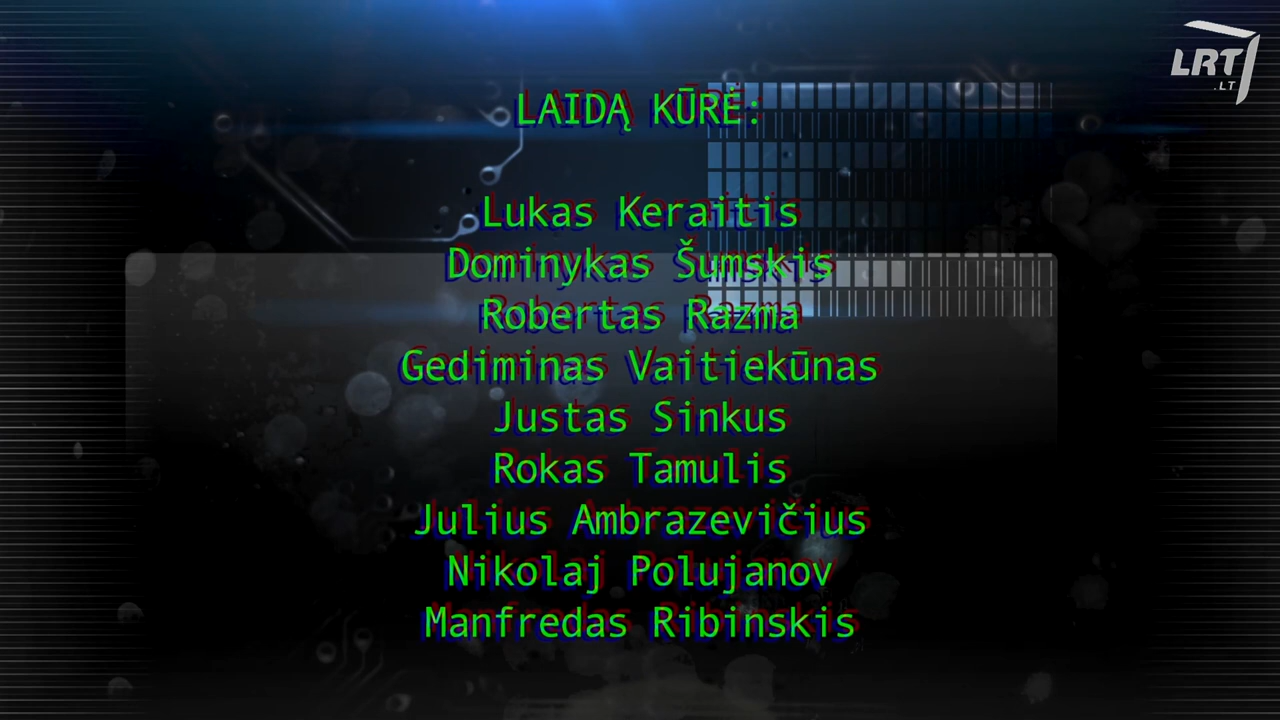 LRT
.LT
LAIDĄ KŪRĖ:
Lukas Keraitis
Dominykas Šumskis
Robertas Razma
Gediminas Vaitiekūnas
Justas Sinkus
Rokas Tamulis
Julius Ambrazevičius
Nikolaj Polujanov
Manfredas Ribinskis